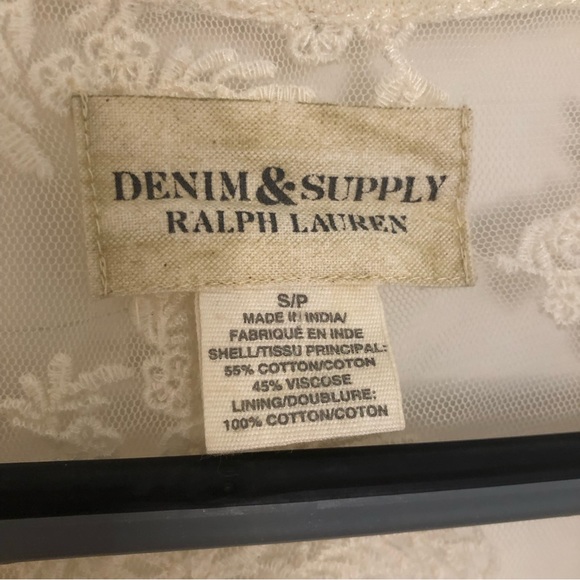 DENIM & SUPPLY
RALPH LAUREN
S/P
MADE IN INDIA/
FABRIQUÉ EN INDE
SHELL/TISSU PRINCIPAL:
55% COTTON/COTON
45% VISCOSE
LINING/DOUBLURE;
100% COTTON/COTON